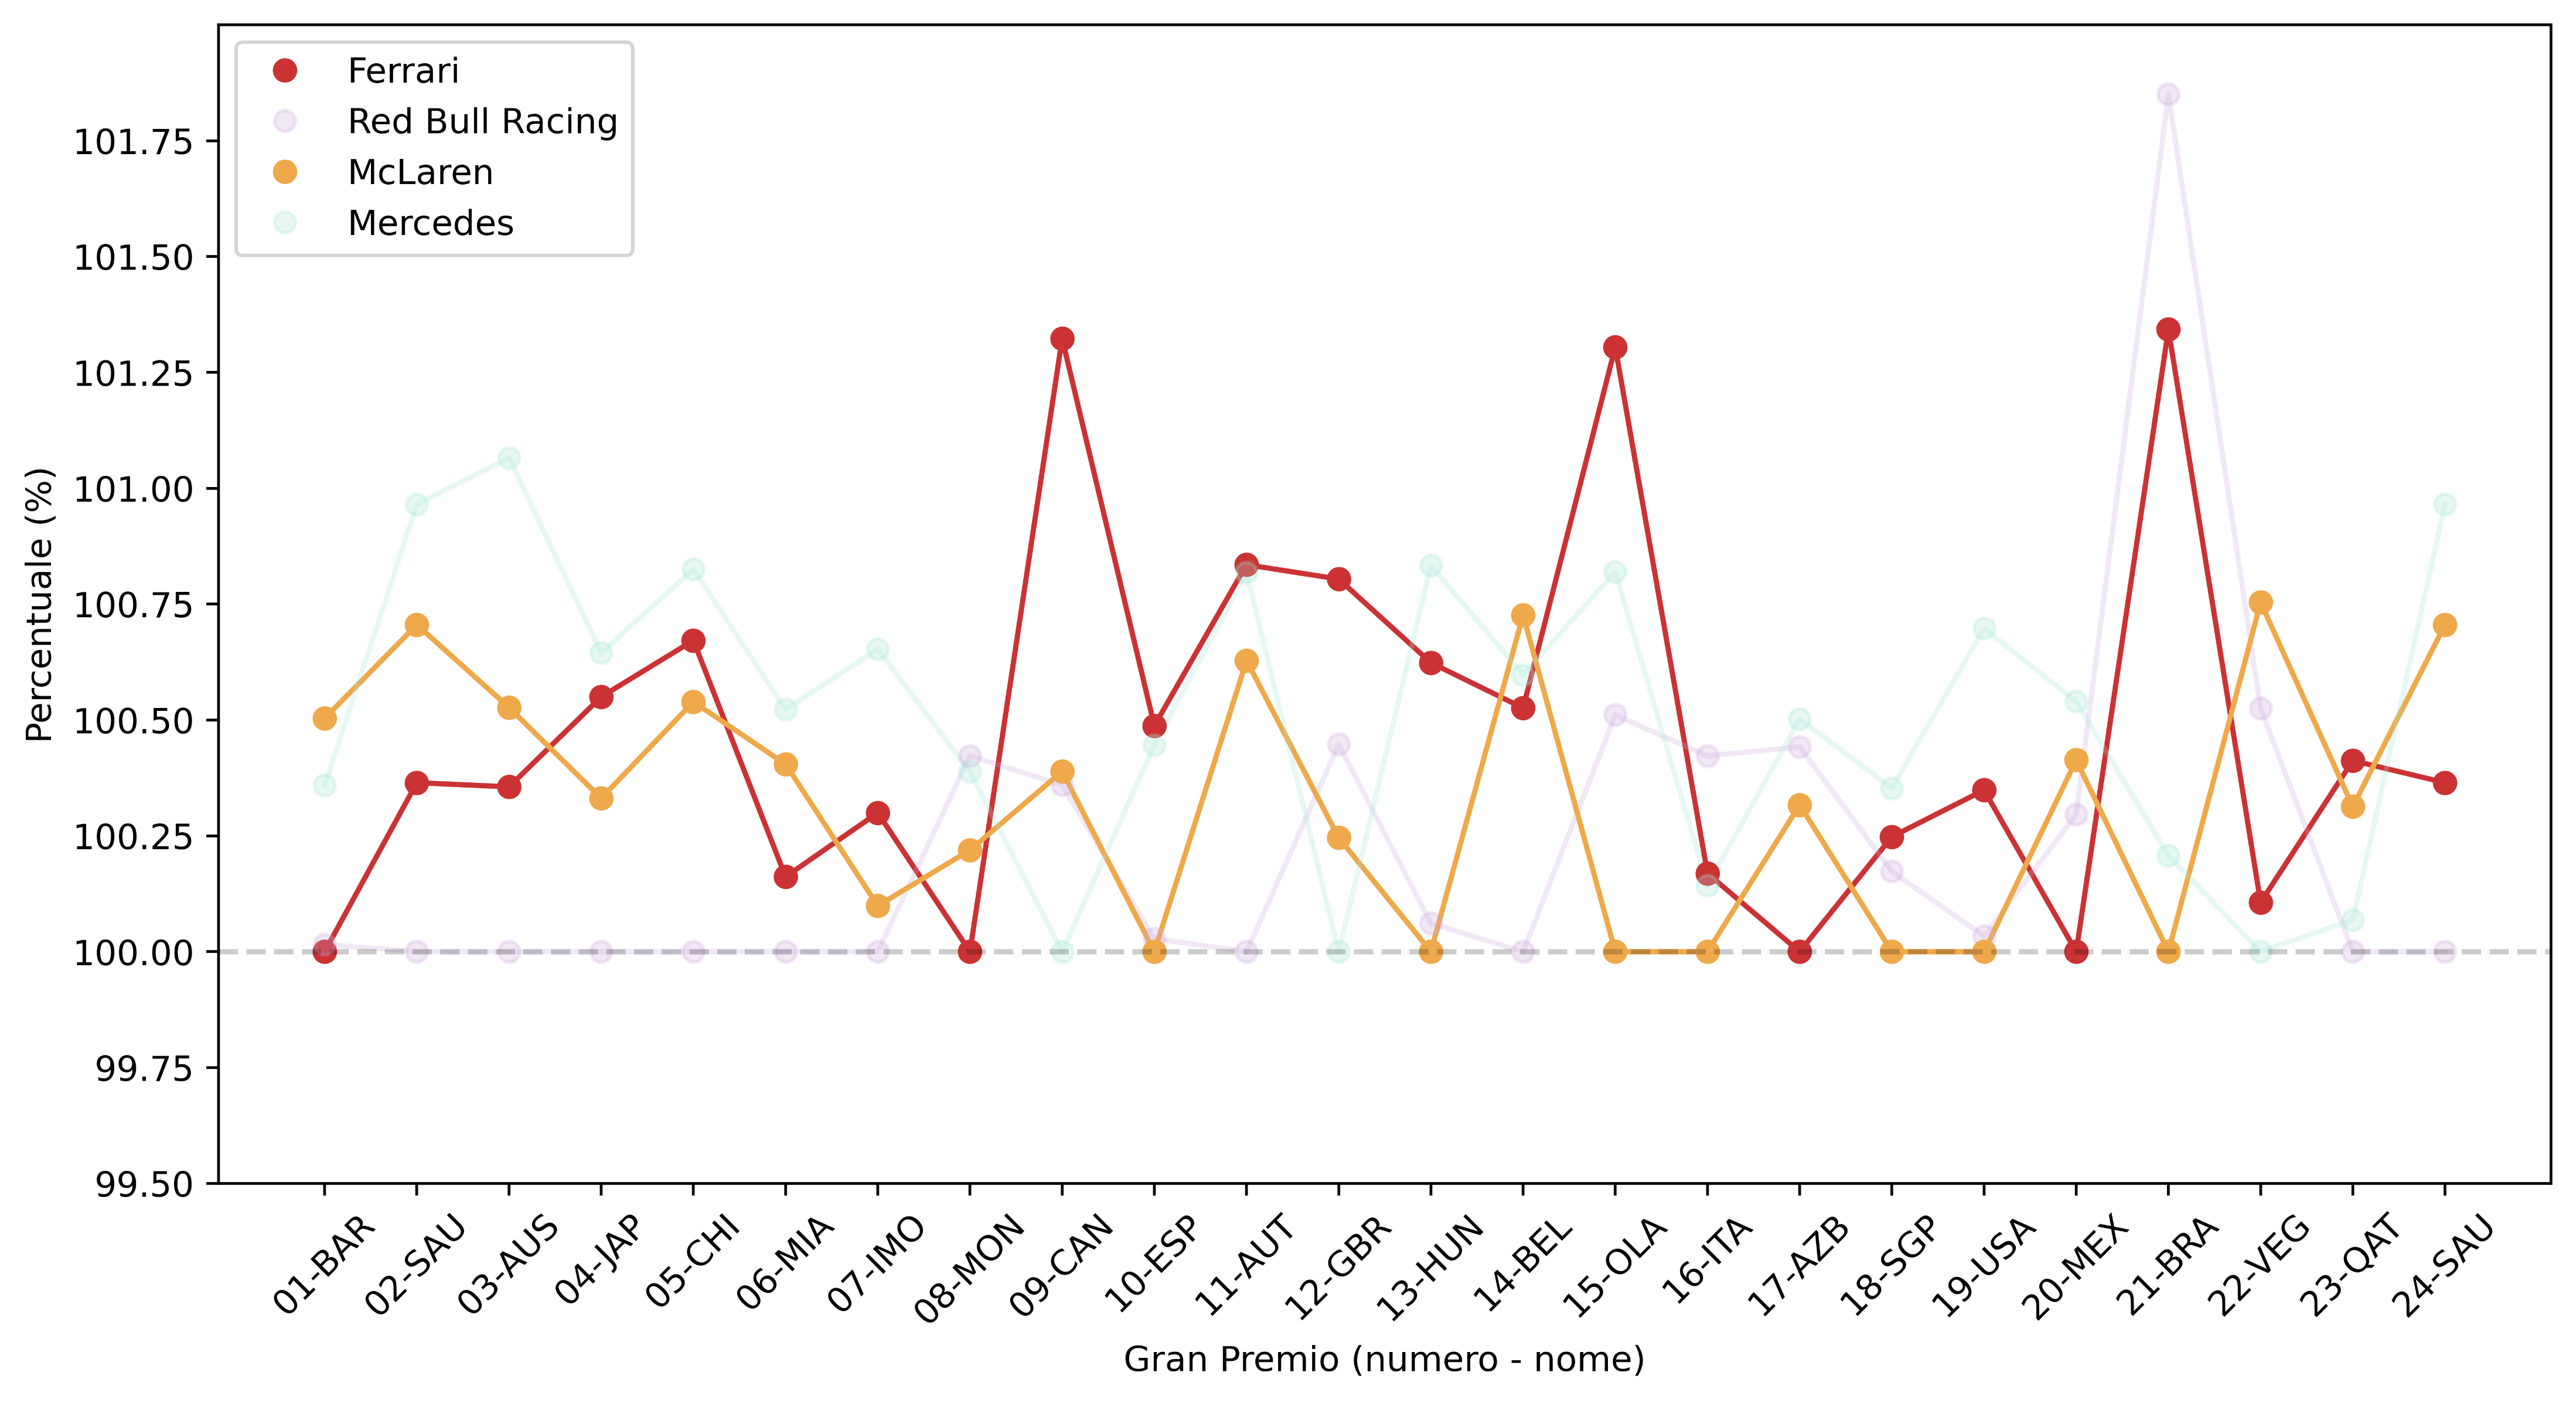 Ferrari
Red Bull Racing
McLaren
Mercedes
Percentuale (%)
101.75
101.50
101.25
101.00
100.75
100.50
100.25
100.00
99.75
99.50
01-BAR
02-SAU
03-AUS
04-JAP
05-CHI
06-MIA
07-IMO
08-MON
09-CAN
10-ESP
11-AUT
12-GBR
13-HUN
14-BEL
15-OLA
16-ITA
17-AZB
18-SGP
19-USA
20-MEX
21-BRA
22-VEG
23-QAT
24-SAU
Gran Premio (numero - nome)